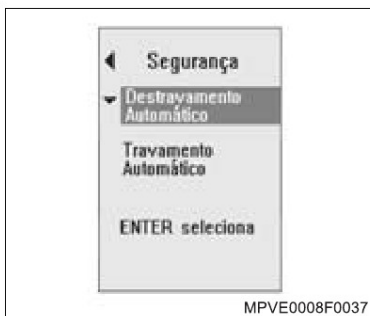 Segurança
Destravamento
Automático
Travamento
Automático
ENTER seleciona
MPVE0008F0037